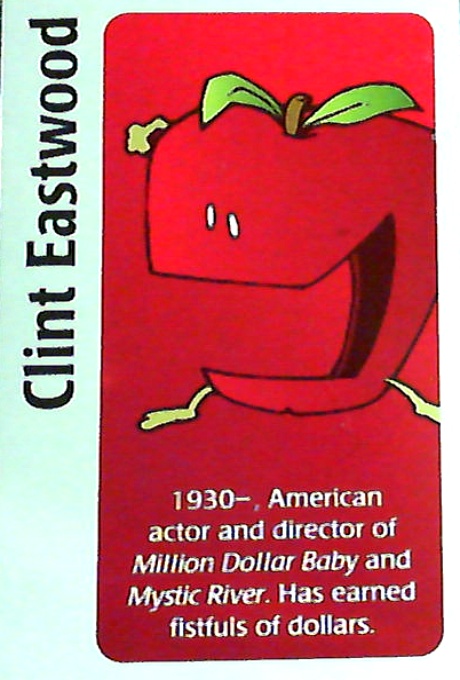 Clint Eastwood
1930–, American
actor and director of
Million Dollar Baby and
Mystic River. Has earned
fistfuls of dollars.